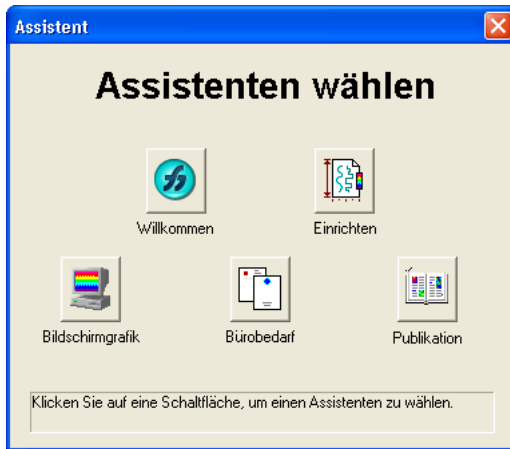 Assistent
Assistenten wählen
Willkommen
Einrichten
Bildschirmgrafik
Bürobedarf
Publikation
Klicken Sie auf eine Schaltfläche, um einen Assistenten zu wählen.